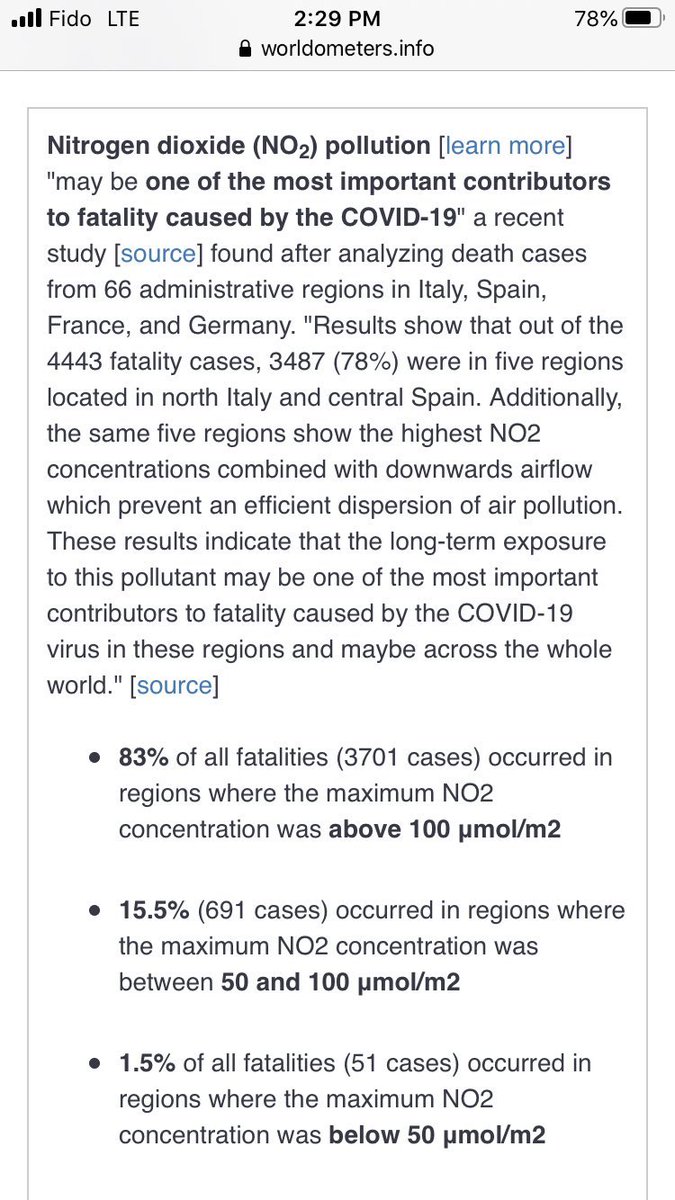 Fido LTE 2:29 PM 78%
worldometers.info
Nitrogen dioxide (NO₂) pollution [learn more]
"may be one of the most important contributors
to fatality caused by the COVID-19" a recent
study [source] found after analyzing death cases
from 66 administrative regions in Italy, Spain,
France, and Germany. "Results show that out of the
4443 fatality cases, 3487 (78%) were in five regions
located in north Italy and central Spain. Additionally,
the same five regions show the highest NO2
concentrations combined with downwards airflow
which prevent an efficient dispersion of air pollution.
These results indicate that the long-term exposure
to this pollutant may be one of the most important
contributors to fatality caused by the COVID-19
virus in these regions and maybe across the whole
world." [source]
• 83% of all fatalities (3701 cases) occurred in
regions where the maximum NO2
concentration was above 100 µmol/m2
• 15.5% (691 cases) occurred in regions where
the maximum NO2 concentration was
between 50 and 100 µmol/m2
• 1.5% of all fatalities (51 cases) occurred in
regions where the maximum NO2
concentration was below 50 µmol/m2